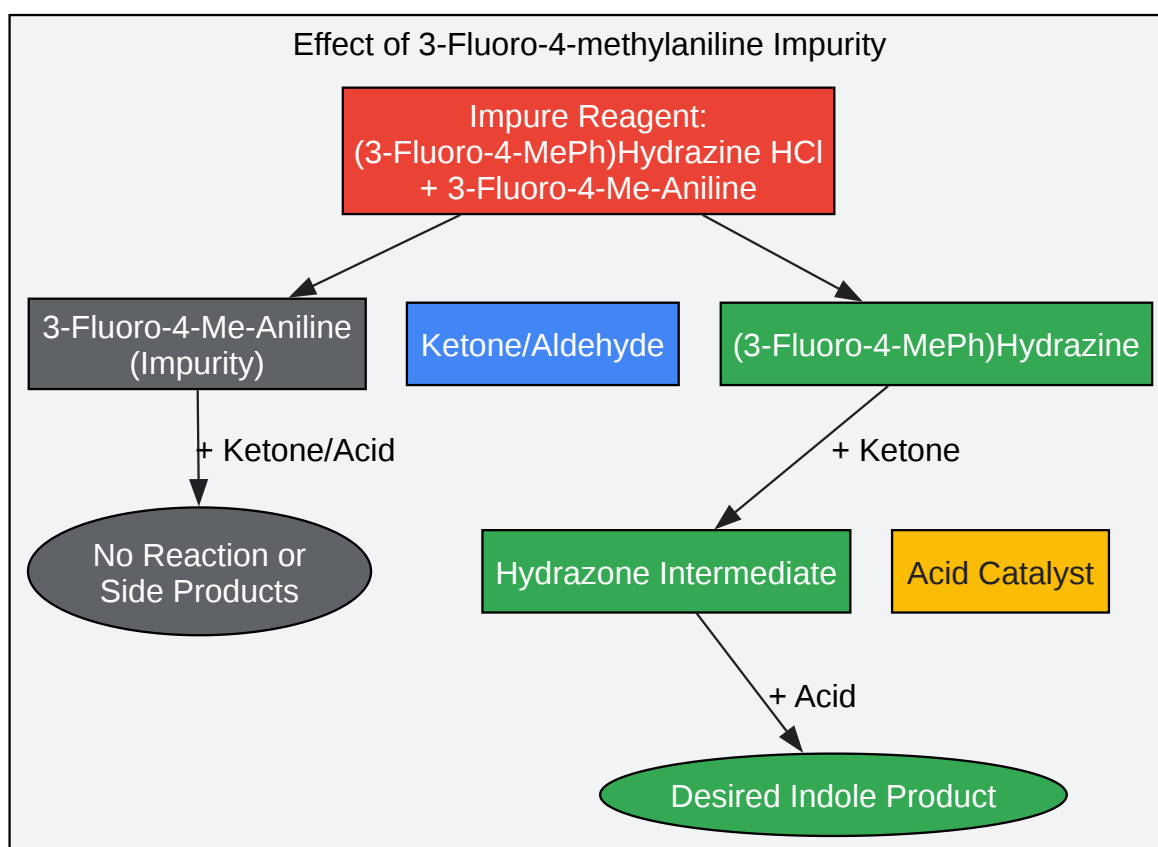 Effect of 3-Fluoro-4-methylaniline Impurity
Impure Reagent:
(3-Fluoro-4-MePh)Hydrazine HCl
+ 3-Fluoro-4-Me-Aniline
3-Fluoro-4-Me-Aniline
(Impurity)
Ketone/Aldehyde
(3-Fluoro-4-MePh)Hydrazine
+ Ketone/Acid
+ Ketone
No Reaction or
Side Products
Hydrazone Intermediate
Acid Catalyst
+ Acid
Desired Indole Product